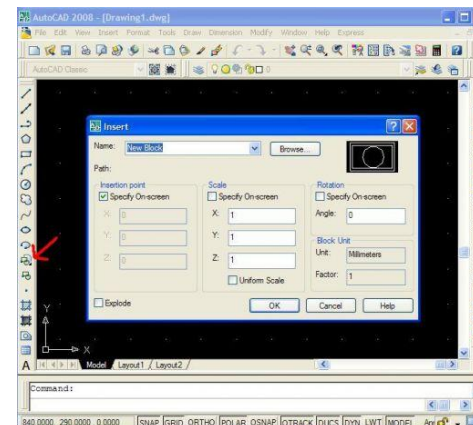 AutoCAD 2008 - [Drawing1.dwg]
File Edit View Insert Format Tools Draw Dimension Modify Window Help Express
AutoCAD Classic
0
Insert
Name: New Block Browse...
Path:
Insertion point Scale Rotation
Specify On-screen Specify On-screen Specify On-screen
X: 0 X: 1 Angle: 0
Y: 0 Y: 1 Block Unit
Z: 0 Z: 1 Unit: Millimeters
Uniform Scale Factor: 1
Explode OK Cancel Help
Y
X
A Model Layout1 Layout2
Command:
840.0000, 290.0000, 0.0000 SNAP GRID ORTHO POLAR OSNAP OTRACK DUCS DYN LWT MODEL